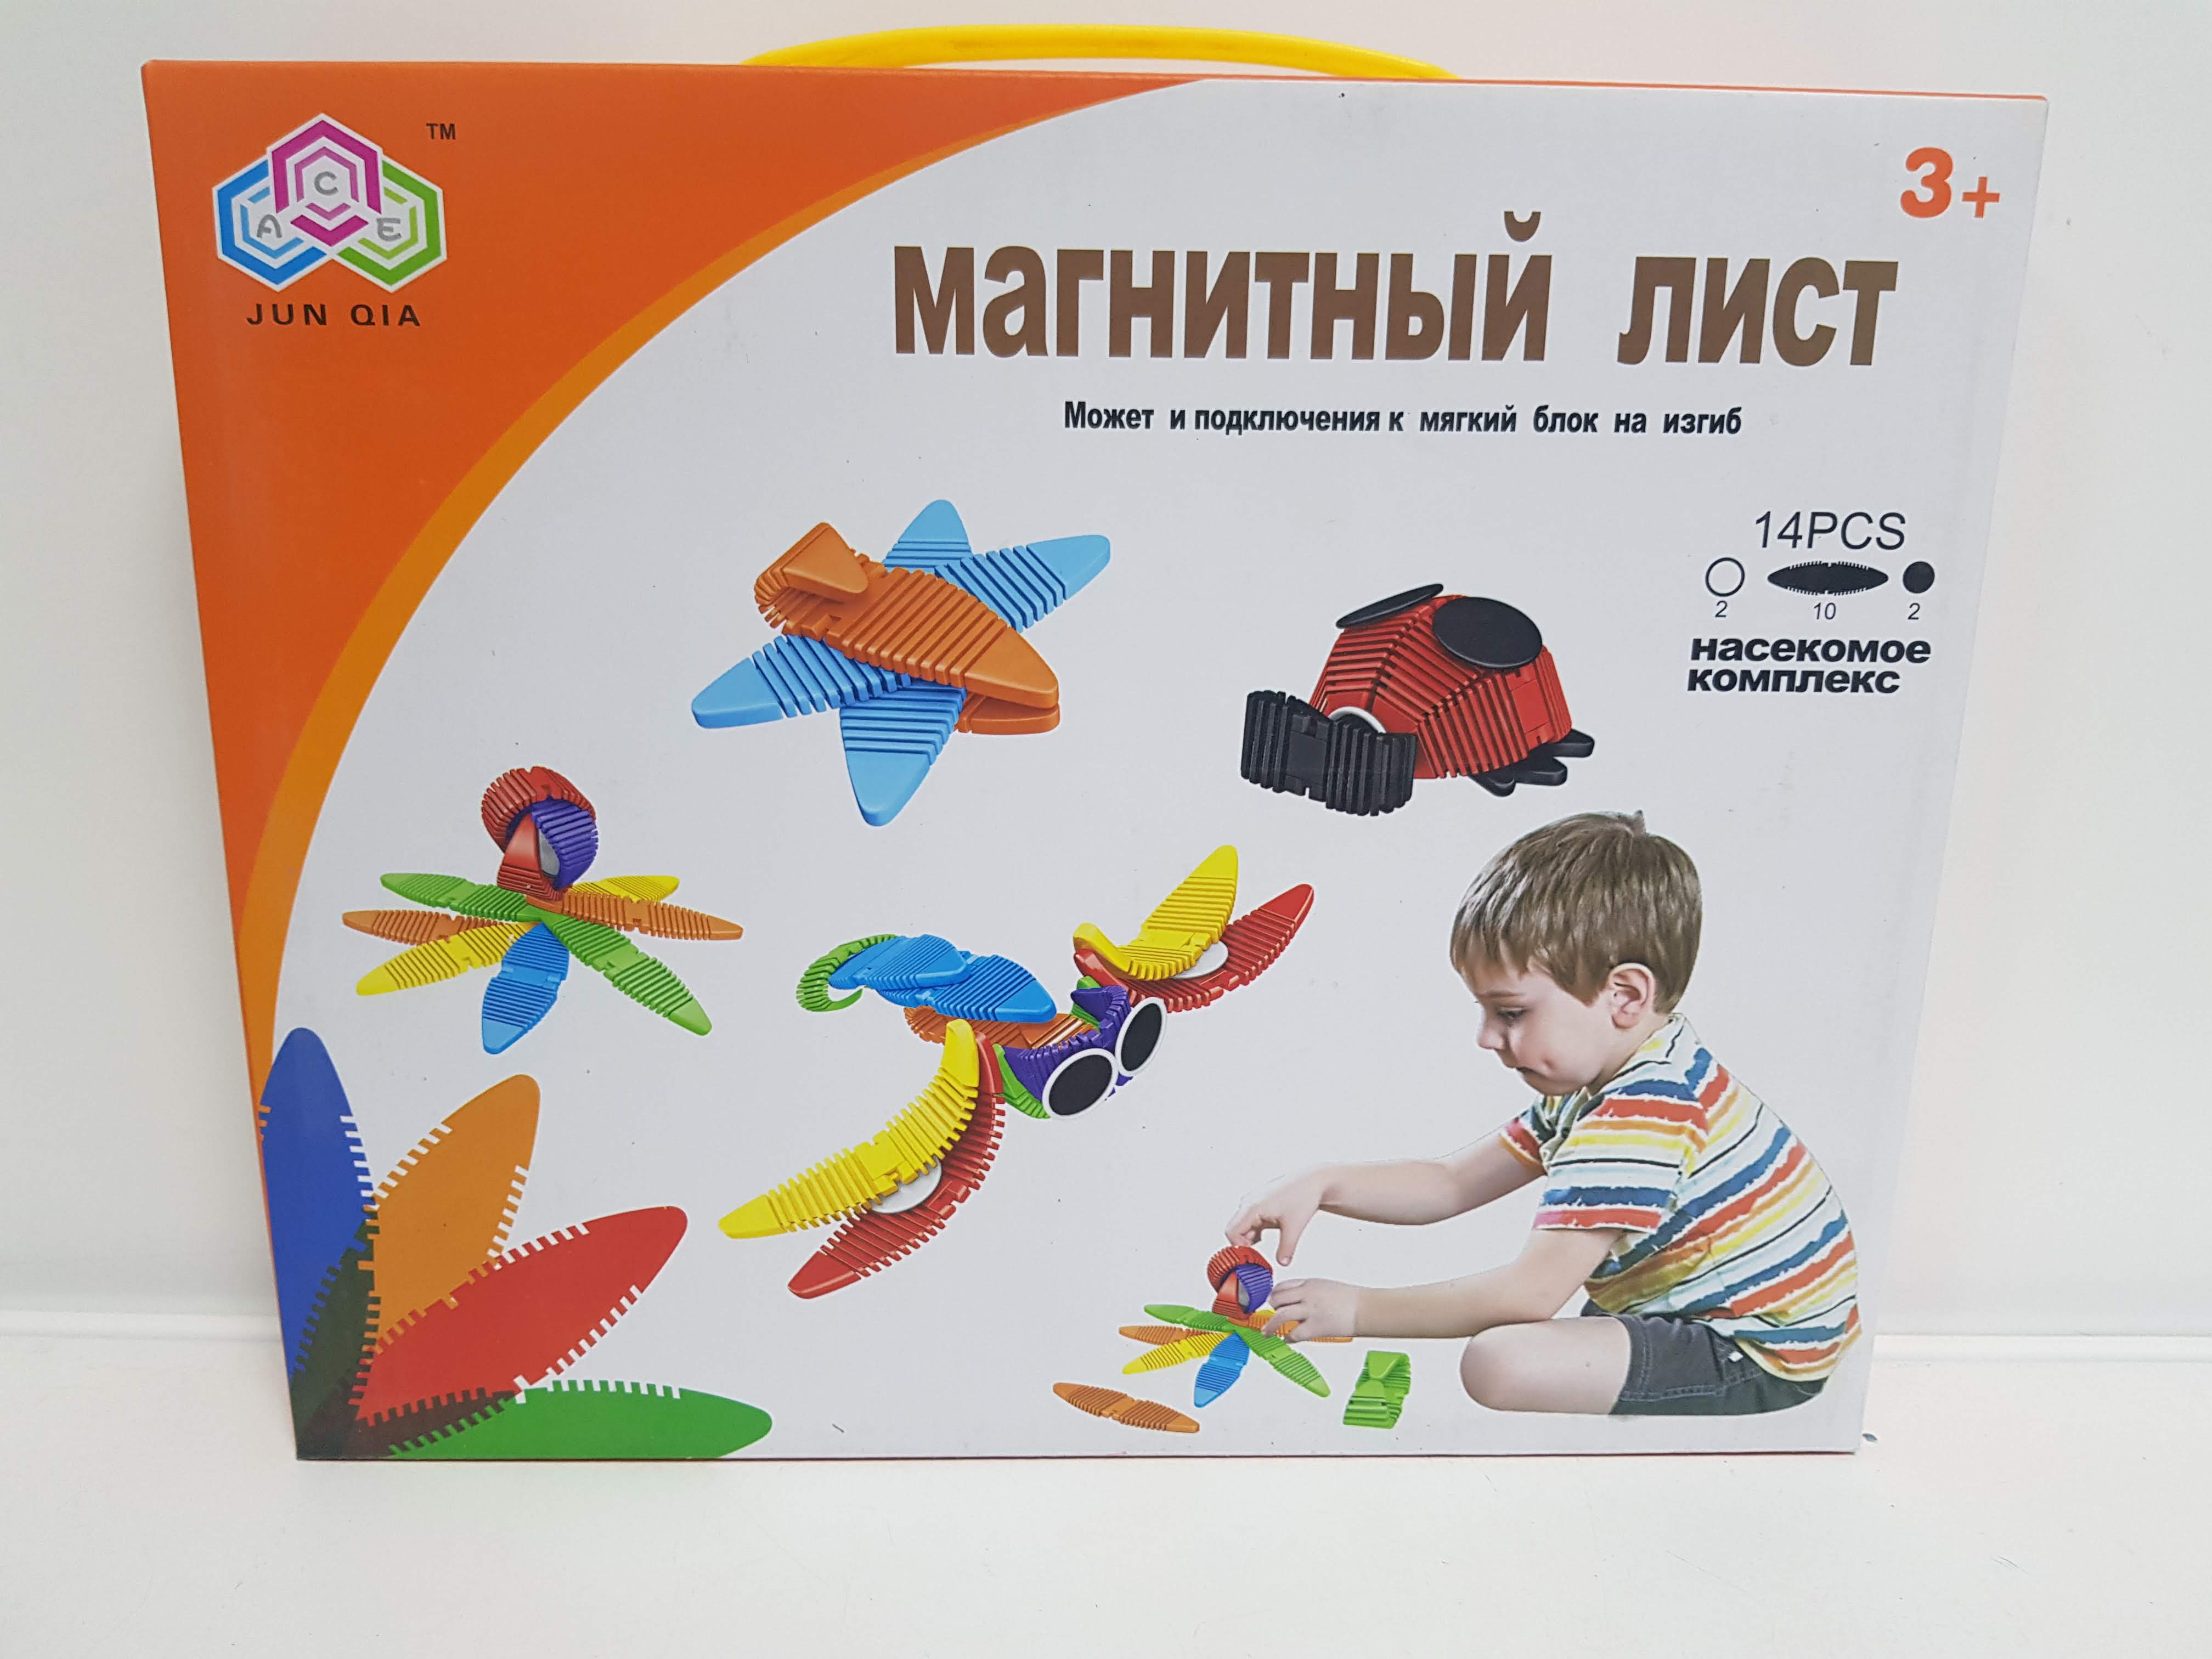 A C E
TM
JUN QIA
3+
магнитный лист
Может и подключения к мягкий блок на изгиб
14PCS
2 10 2
насекомое
комплекс